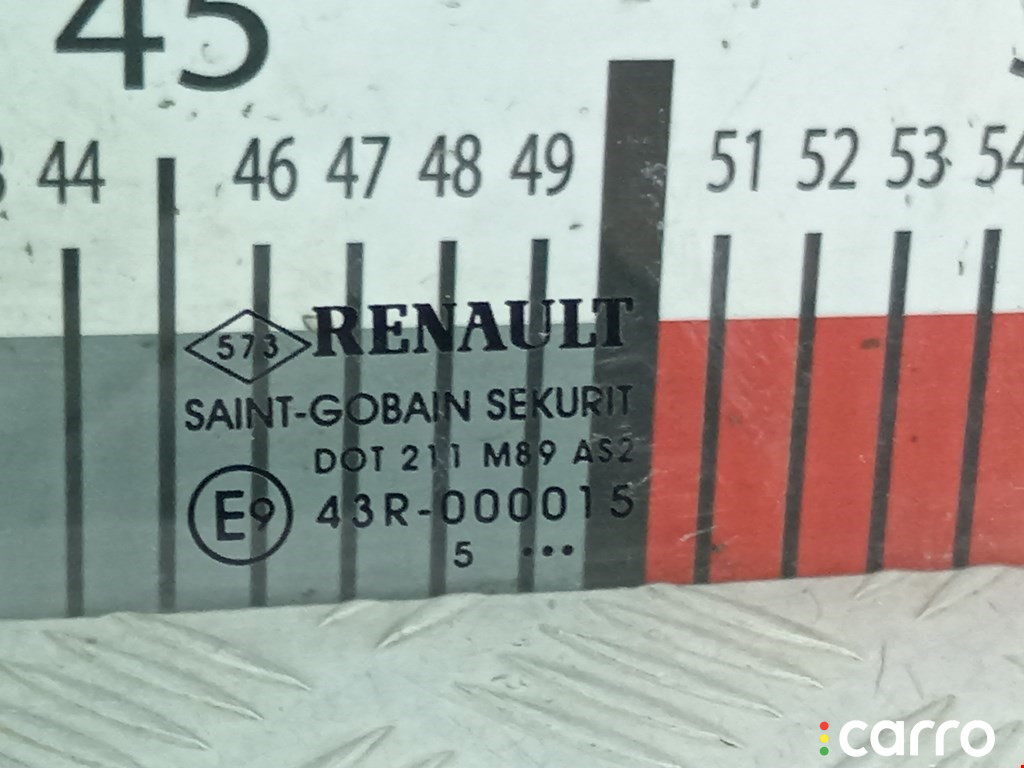 45
44 46 47 48 49 51 52 53 54
573 RENAULT
SAINT-GOBAIN SEKURIT
DOT 211 M89 AS2
E9 43R-000015
5 •••
carro